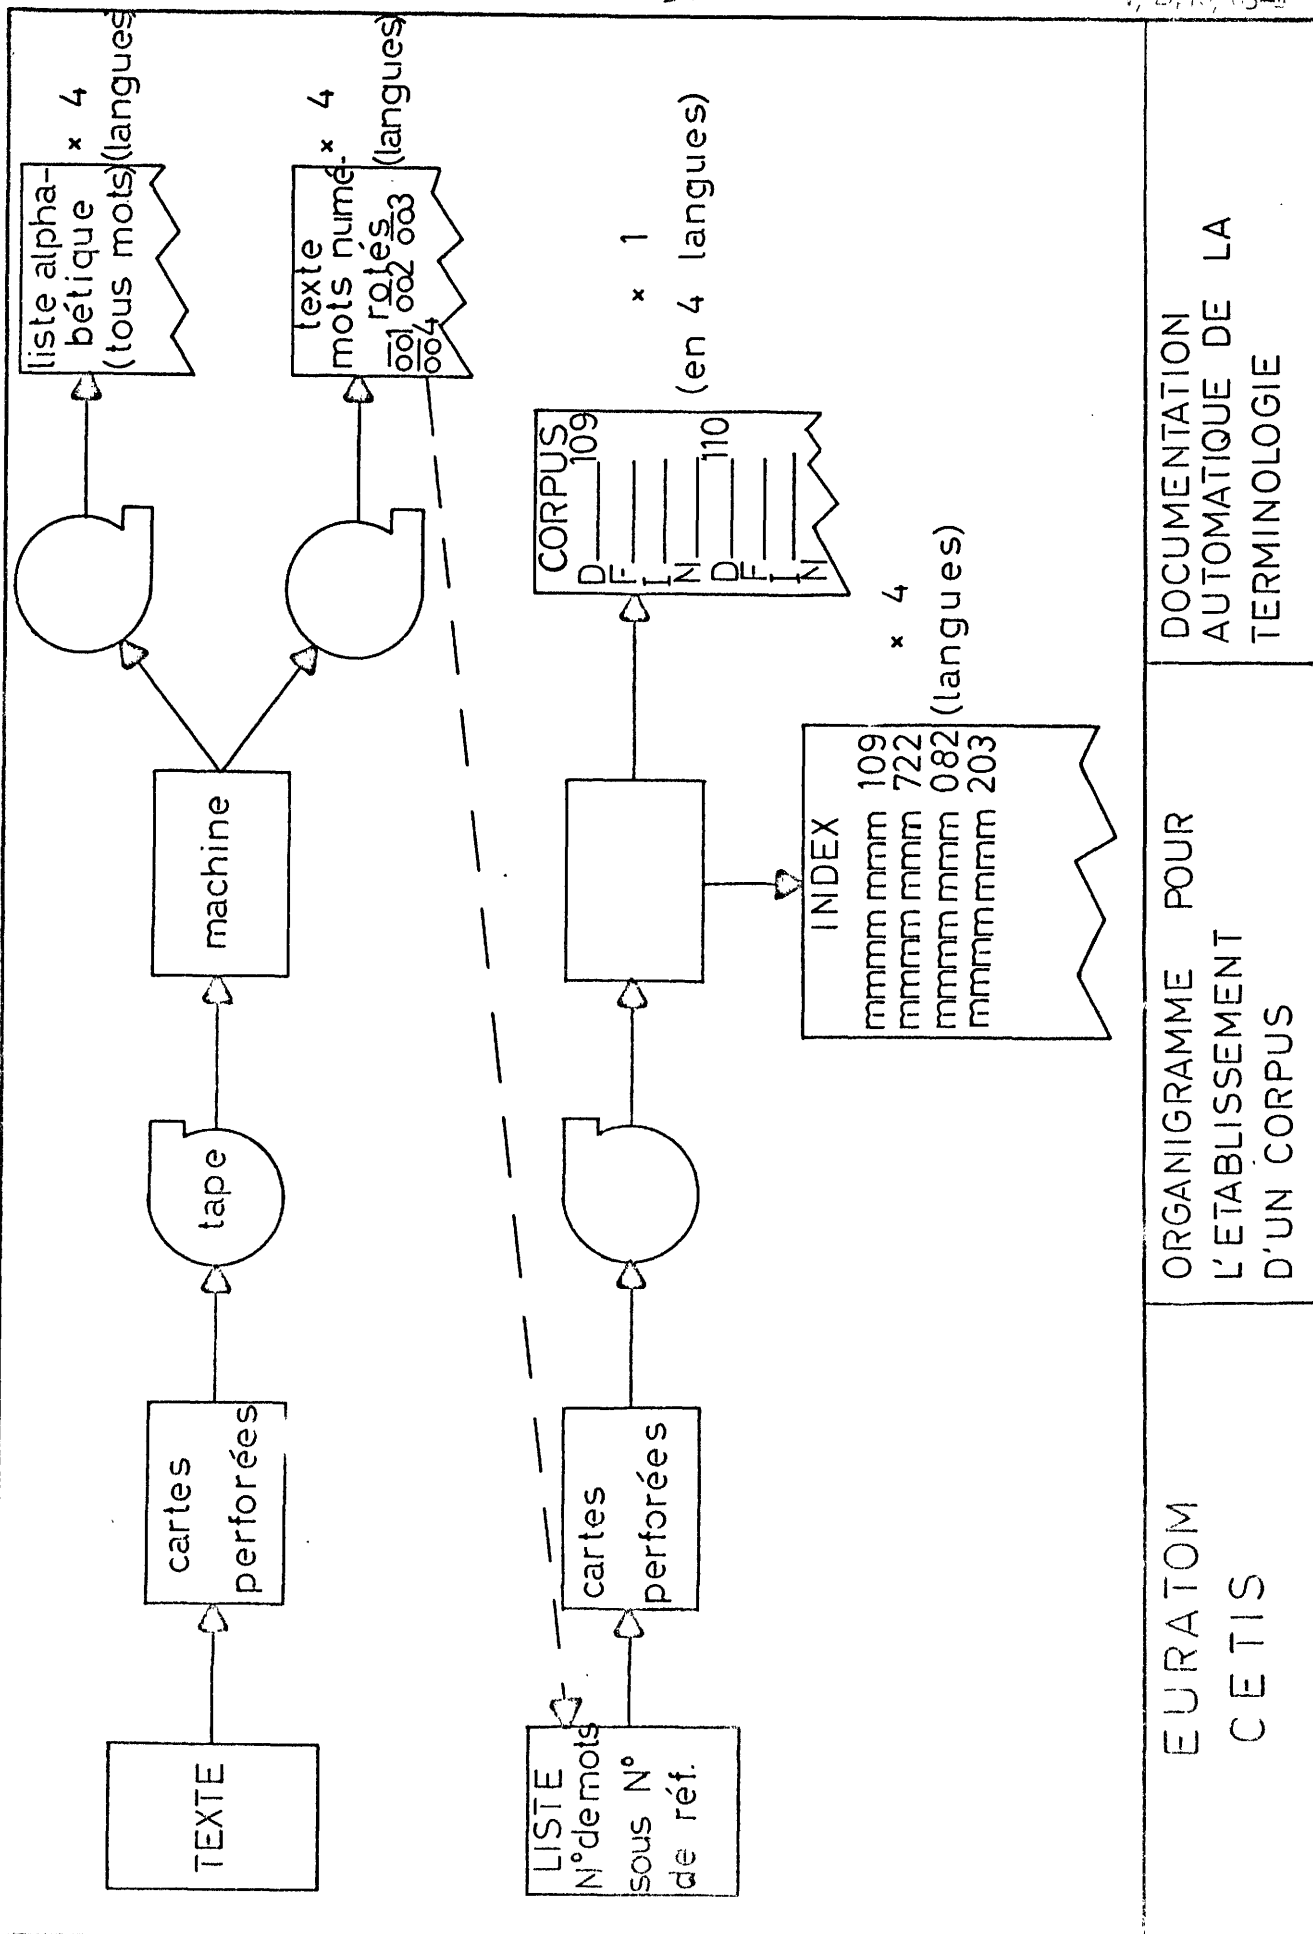 TEXTE
cartes
perforées
tape
machine
liste alpha-
bétique
(tous mots)
× 4
(langues)
texte
mots numé-
rotés
001 002 003
004
× 4
(langues)
LISTE
N° de mots
sous N°
de réf.
cartes
perforées
CORPUS
D 109
F
I
N
D 110
F
I
N
× 1
(en 4 langues)
INDEX
mmmm mmm 109
mmmm mmm 722
mmmm mmm 082
mmmm mmm 203
× 4
(langues)
EURATOM
CETIS
ORGANIGRAMME POUR
L'ETABLISSEMENT
D'UN CORPUS
DOCUMENTATION
AUTOMATIQUE DE LA
TERMINOLOGIE